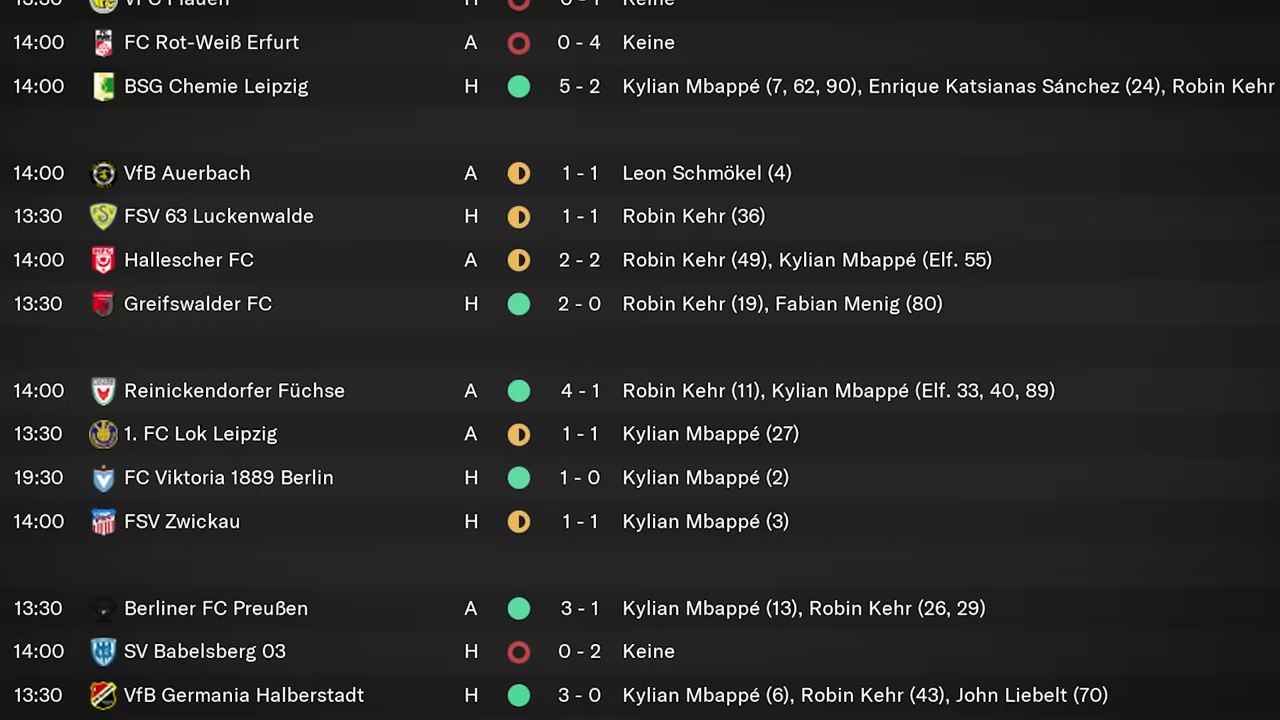 13:30 VFC Plauen H 0 - 1 Keine
14:00 FC Rot-Weiß Erfurt A 0 - 4 Keine
14:00 BSG Chemie Leipzig H 5 - 2 Kylian Mbappé (7, 62, 90), Enrique Katsianas Sánchez (24), Robin Kehr
14:00 VfB Auerbach A 1 - 1 Leon Schmökel (4)
13:30 FSV 63 Luckenwalde H 1 - 1 Robin Kehr (36)
14:00 Hallescher FC A 2 - 2 Robin Kehr (49), Kylian Mbappé (Elf. 55)
13:30 Greifswalder FC H 2 - 0 Robin Kehr (19), Fabian Menig (80)
14:00 Reinickendorfer Füchse A 4 - 1 Robin Kehr (11), Kylian Mbappé (Elf. 33, 40, 89)
13:30 1. FC Lok Leipzig A 1 - 1 Kylian Mbappé (27)
19:30 FC Viktoria 1889 Berlin H 1 - 0 Kylian Mbappé (2)
14:00 FSV Zwickau H 1 - 1 Kylian Mbappé (3)
13:30 Berliner FC Preußen A 3 - 1 Kylian Mbappé (13), Robin Kehr (26, 29)
14:00 SV Babelsberg 03 H 0 - 2 Keine
13:30 VfB Germania Halberstadt H 3 - 0 Kylian Mbappé (6), Robin Kehr (43), John Liebelt (70)